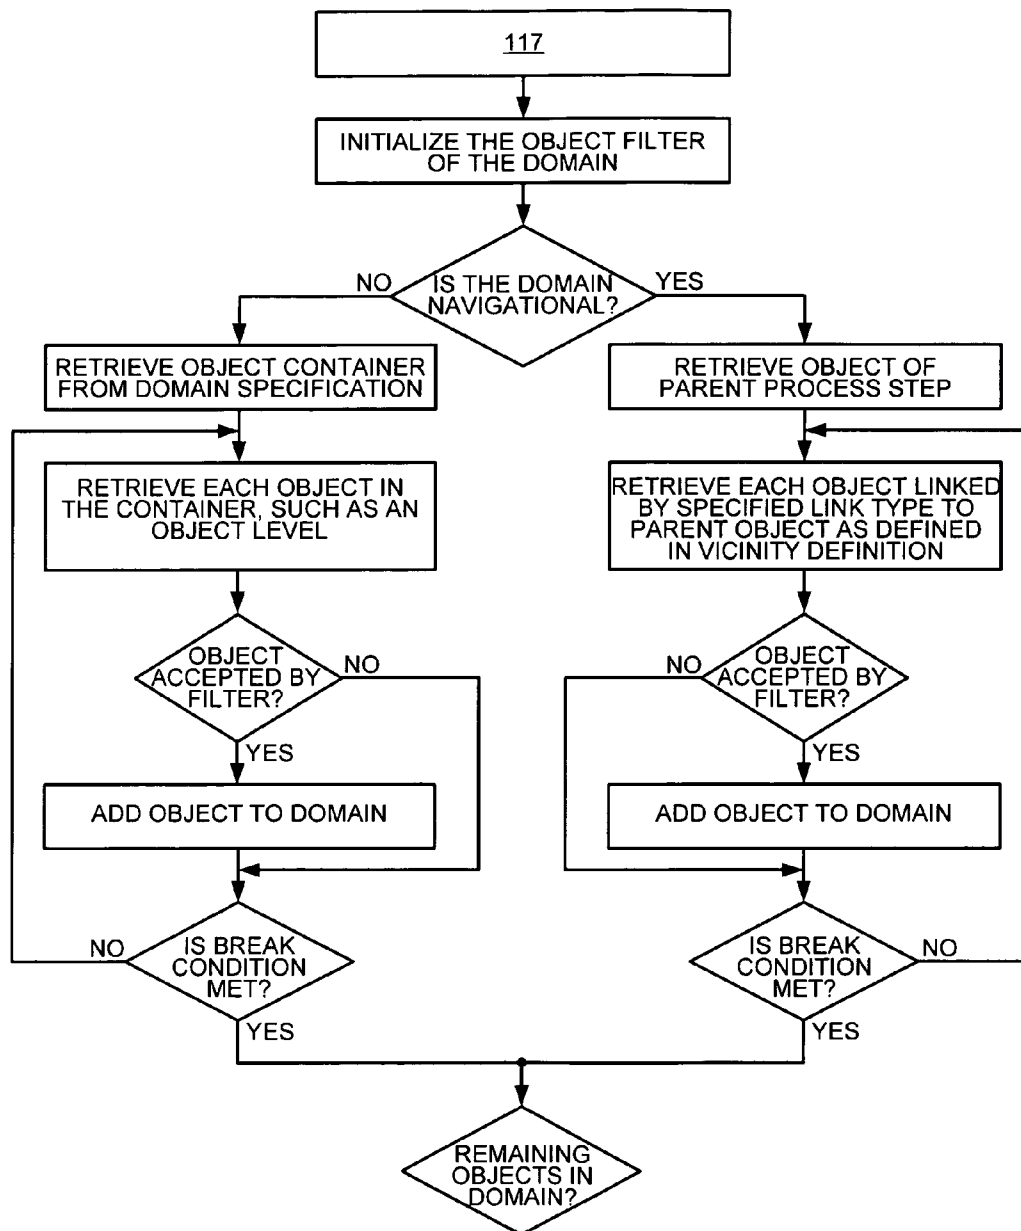 117
INITIALIZE THE OBJECT FILTER
OF THE DOMAIN
NO
IS THE DOMAIN
NAVIGATIONAL?
YES
RETRIEVE OBJECT CONTAINER
FROM DOMAIN SPECIFICATION
RETRIEVE OBJECT OF
PARENT PROCESS STEP
RETRIEVE EACH OBJECT IN
THE CONTAINER, SUCH AS AN
OBJECT LEVEL
RETRIEVE EACH OBJECT LINKED
BY SPECIFIED LINK TYPE TO
PARENT OBJECT AS DEFINED
IN VICINITY DEFINITION
OBJECT
ACCEPTED BY
FILTER?
NO
YES
NO
OBJECT
ACCEPTED BY
FILTER?
YES
ADD OBJECT TO DOMAIN
ADD OBJECT TO DOMAIN
NO
IS BREAK
CONDITION
MET?
YES
IS BREAK
CONDITION
MET?
NO
YES
REMAINING
OBJECTS IN
DOMAIN?